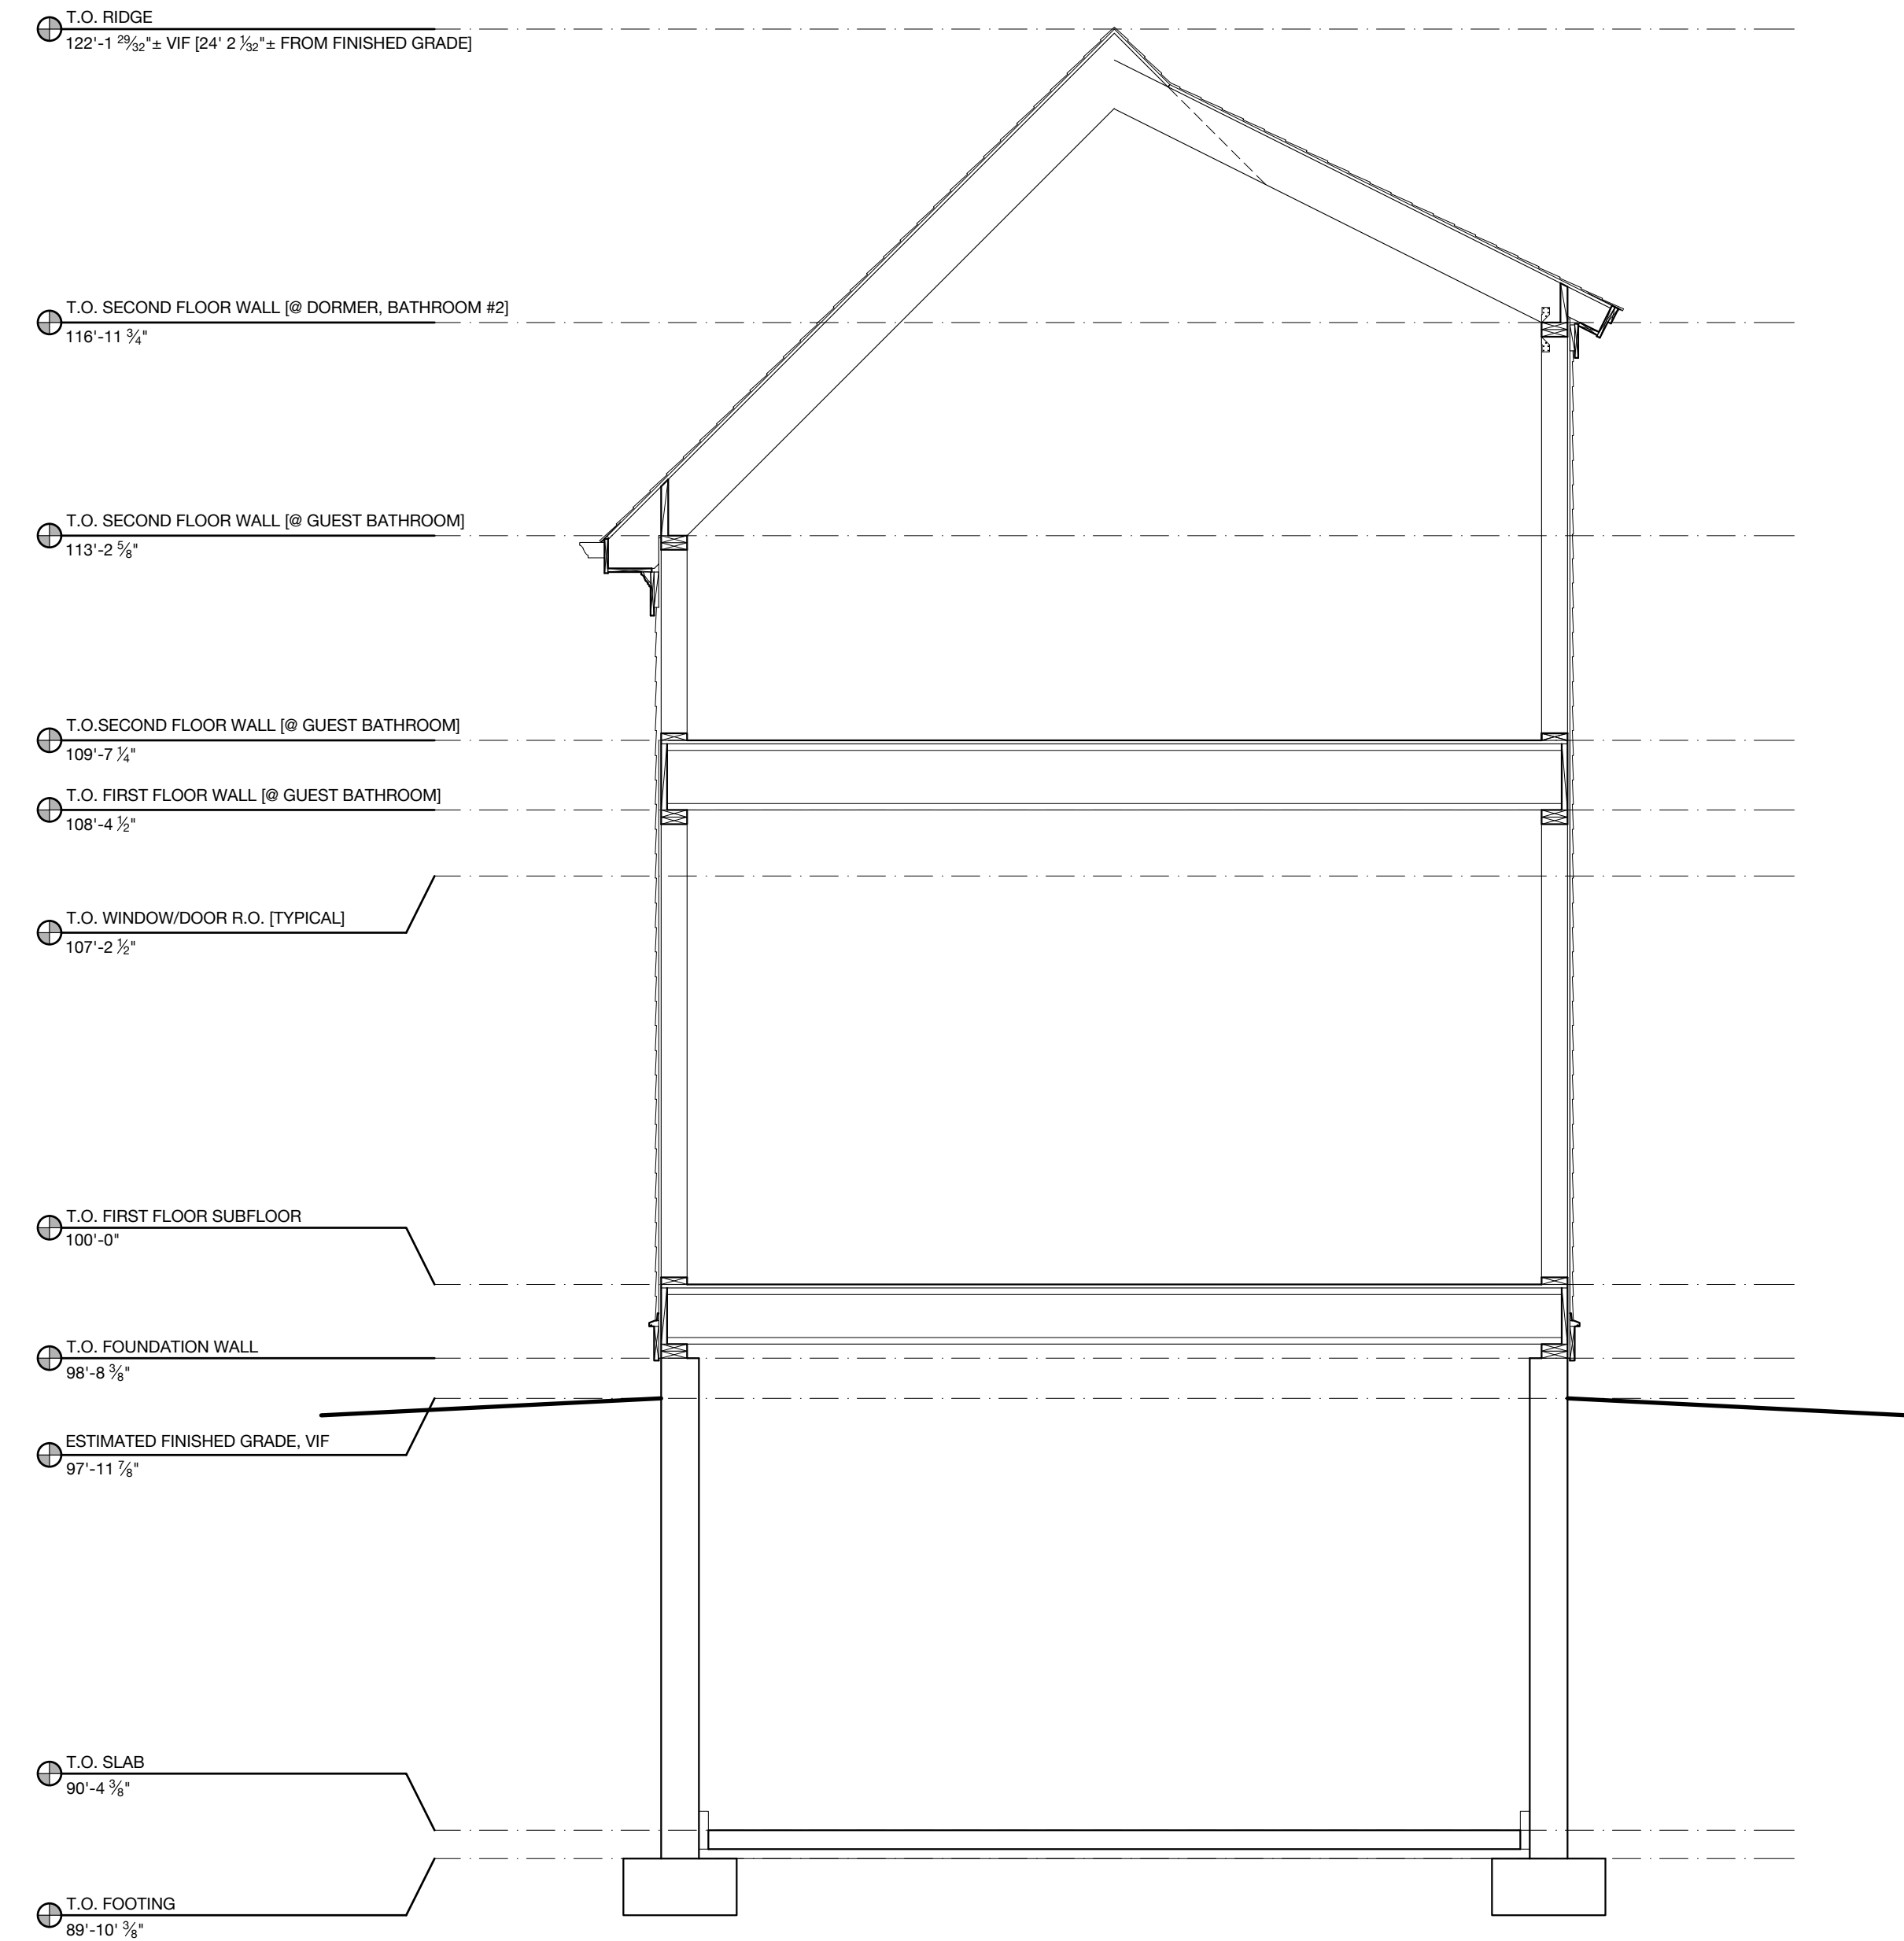 T.O. RIDGE
122'-1 29/32"± VIF [24' 2 1/32"± FROM FINISHED GRADE]
T.O. SECOND FLOOR WALL [@ DORMER, BATHROOM #2]
116'-11 3/4"
T.O. SECOND FLOOR WALL [@ GUEST BATHROOM]
113'-2 5/8"
T.O.SECOND FLOOR WALL [@ GUEST BATHROOM]
109'-7 1/4"
T.O. FIRST FLOOR WALL [@ GUEST BATHROOM]
108'-4 1/2"
T.O. WINDOW/DOOR R.O. [TYPICAL]
107'-2 1/2"
T.O. FIRST FLOOR SUBFLOOR
100'-0"
T.O. FOUNDATION WALL
98'-8 3/8"
ESTIMATED FINISHED GRADE, VIF
97'-11 7/8"
T.O. SLAB
90'-4 3/8"
T.O. FOOTING
89'-10' 3/8"